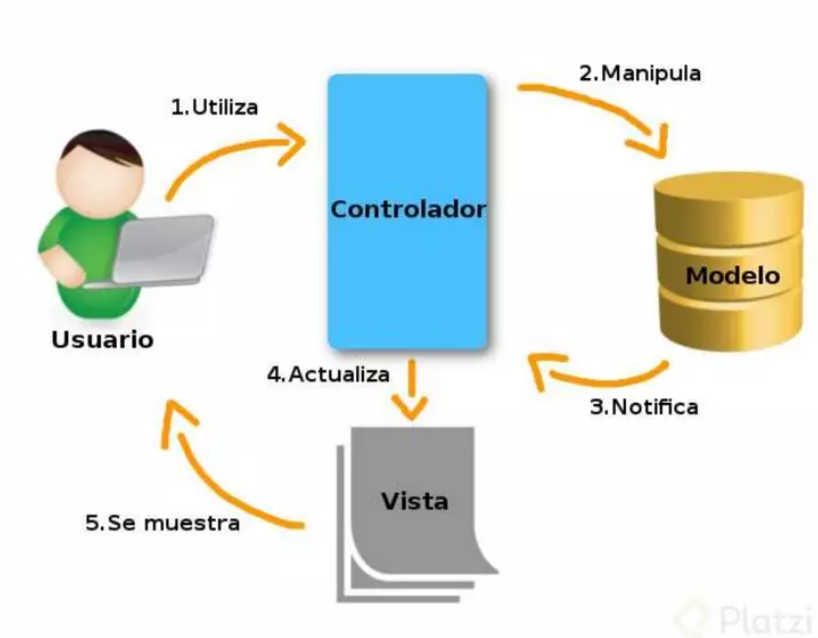 1.Utiliza
2.Manipula
Controlador
Modelo
Usuario
4.Actualiza
3.Notifica
Vista
5.Se muestra
Platzi